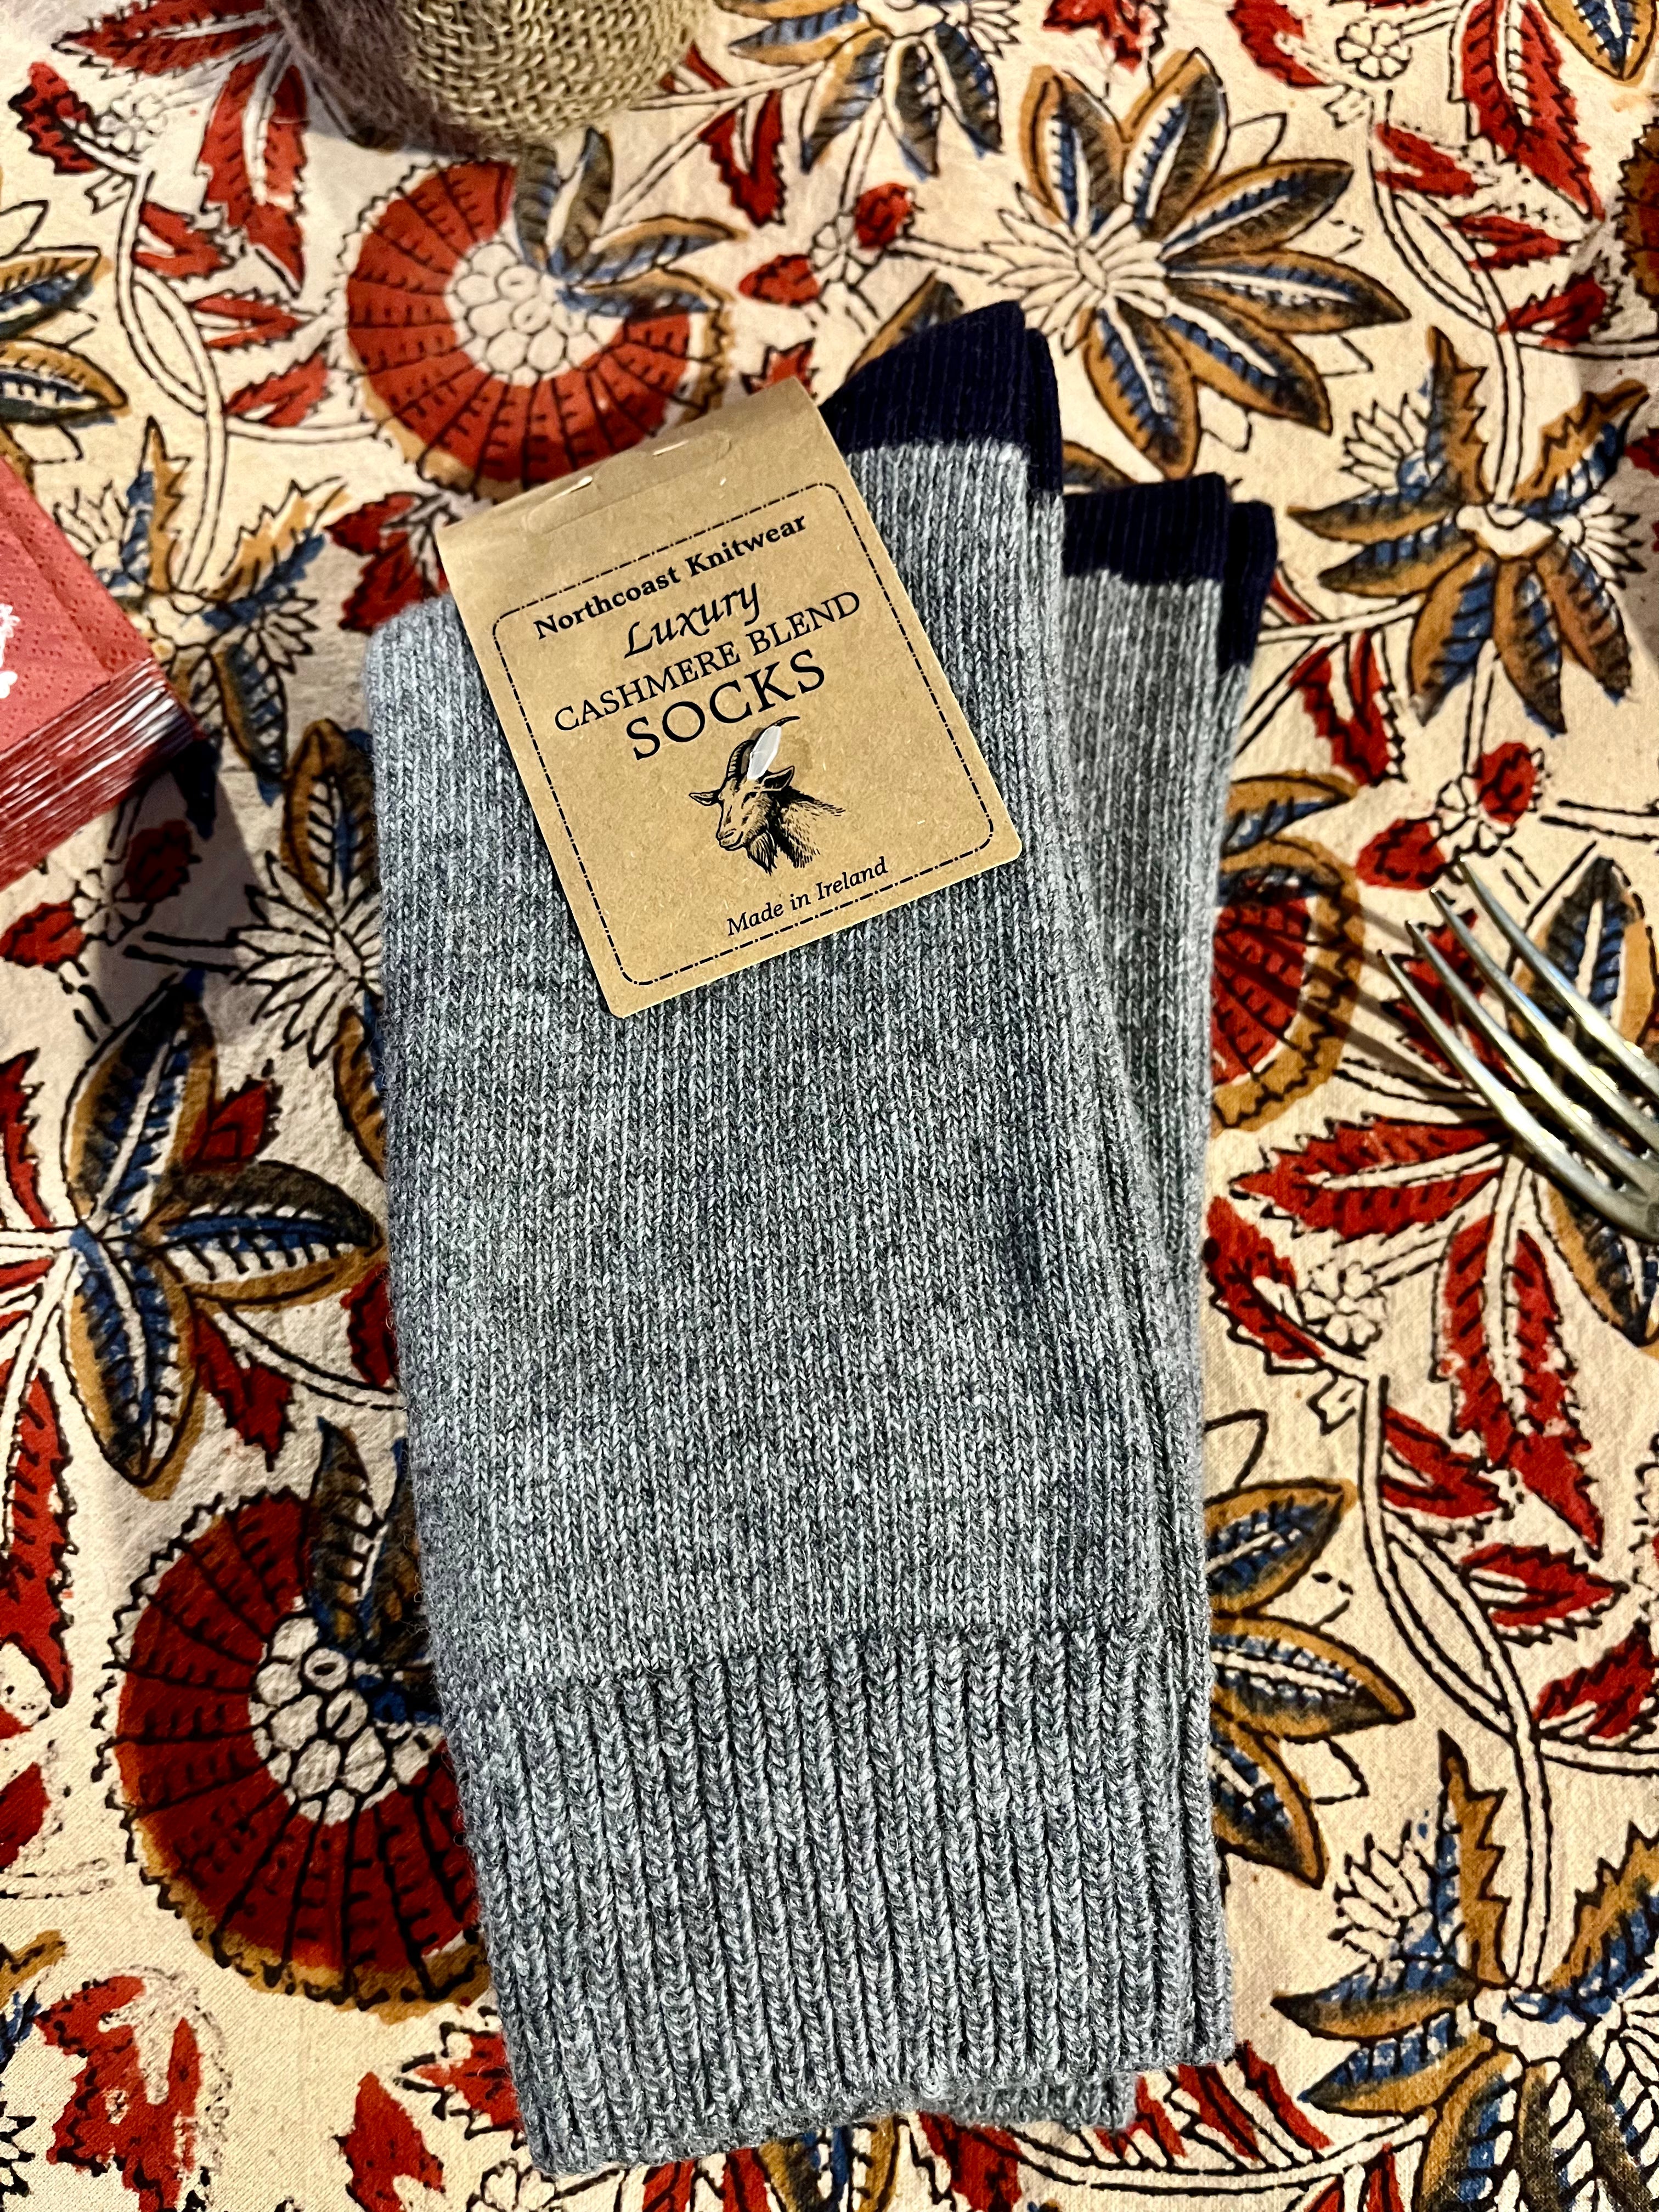 Northcoast Knitwear
Luxury
CASHMERE BLEND
SOCKS
Made in Ireland